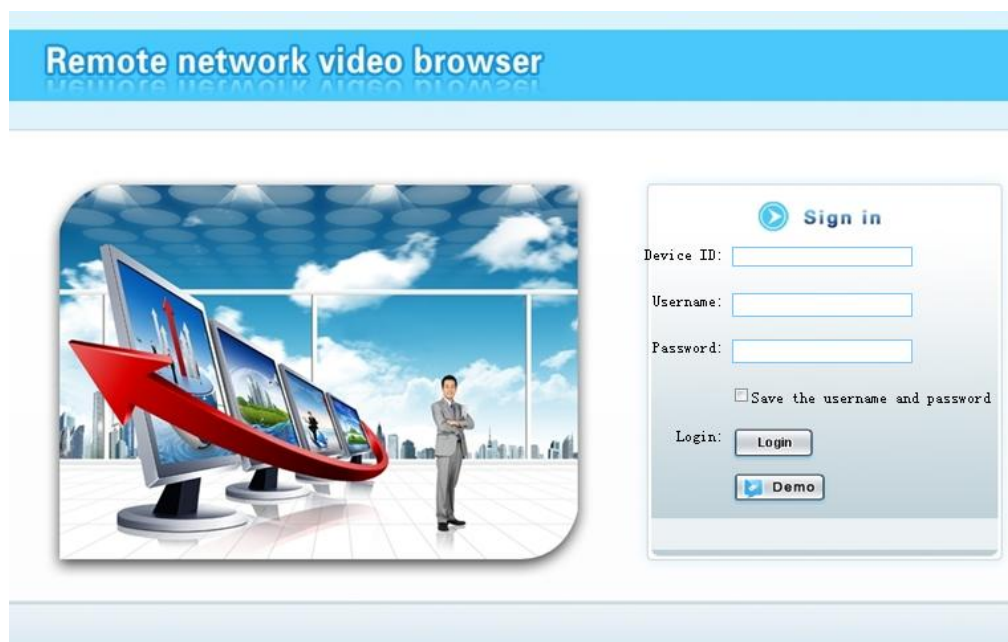 Remote network video browser
Sign in
Device ID:
Username:
Password:
Save the username and password
Login: Login
Demo